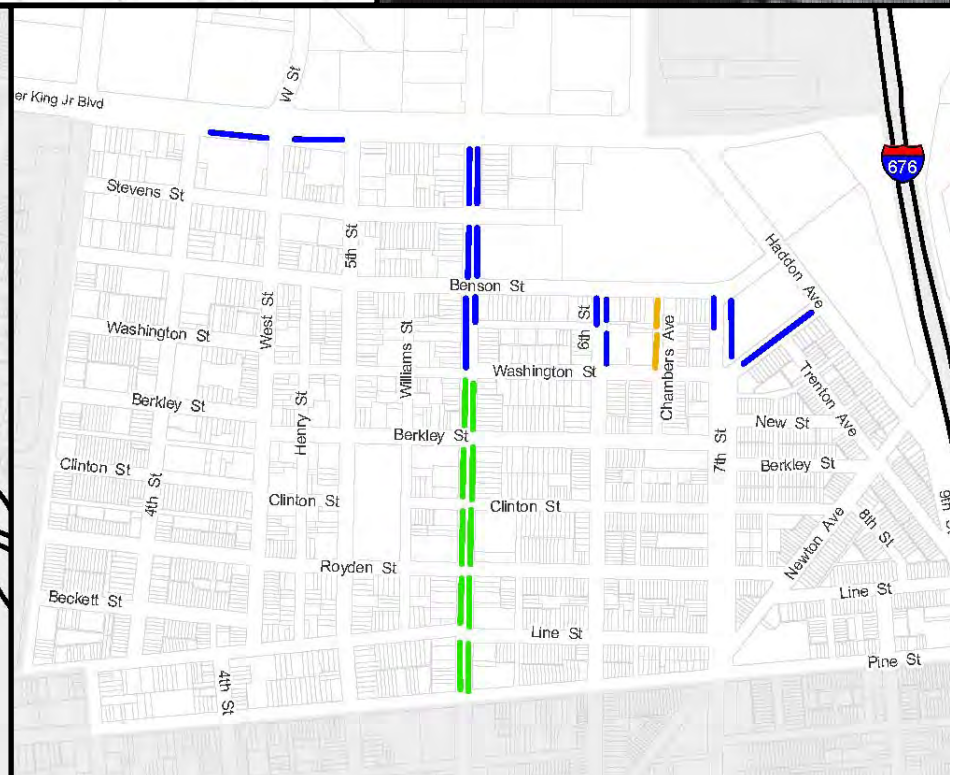 W St
er King Jr Blvd
676
Stevens St
5th St
Haddon Ave
Benson St
West St
6th St
Washington St
Williams St
Chambers Ave
Washington St
Trenton Ave
Berkley St
Henry St
New St
Berkley St
7th St
Clinton St
Berkley St
4th St
Clinton St
Clinton St
Newton Ave
8th St
9th S
Royden St
Line St
Beckett St
Line St
Pine St
4th St